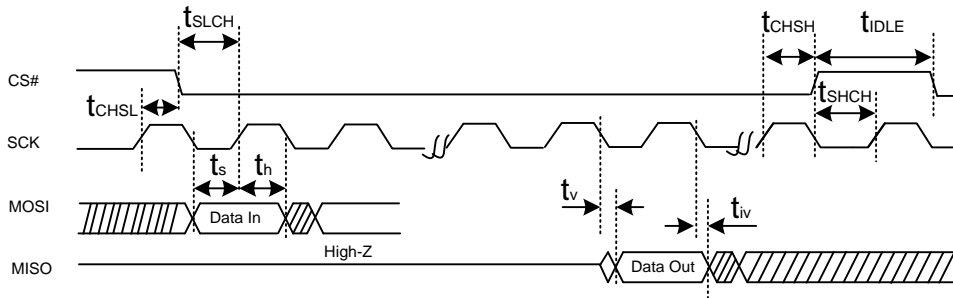 tSLCH
tCHSH
tIDLE
CS#
tCHSL
tSHCH
SCK
ts
th
MOSI
Data In
tv
tiv
High-Z
MISO
Data Out